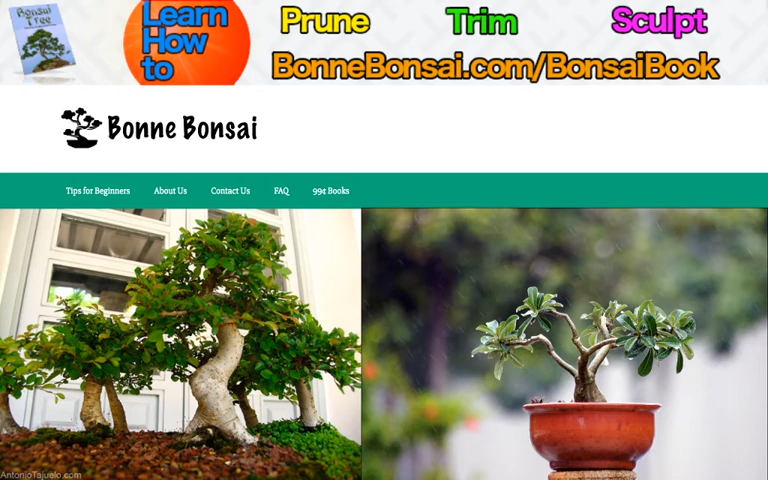 Bonsai
Tree
Learn
How
to
Prune
Trim
Sculpt
BonneBonsai.com/BonsaiBook
Bonne Bonsai
Tips for Beginners
About Us
Contact Us
FAQ
99¢ Books
AntonioTajuelo.com